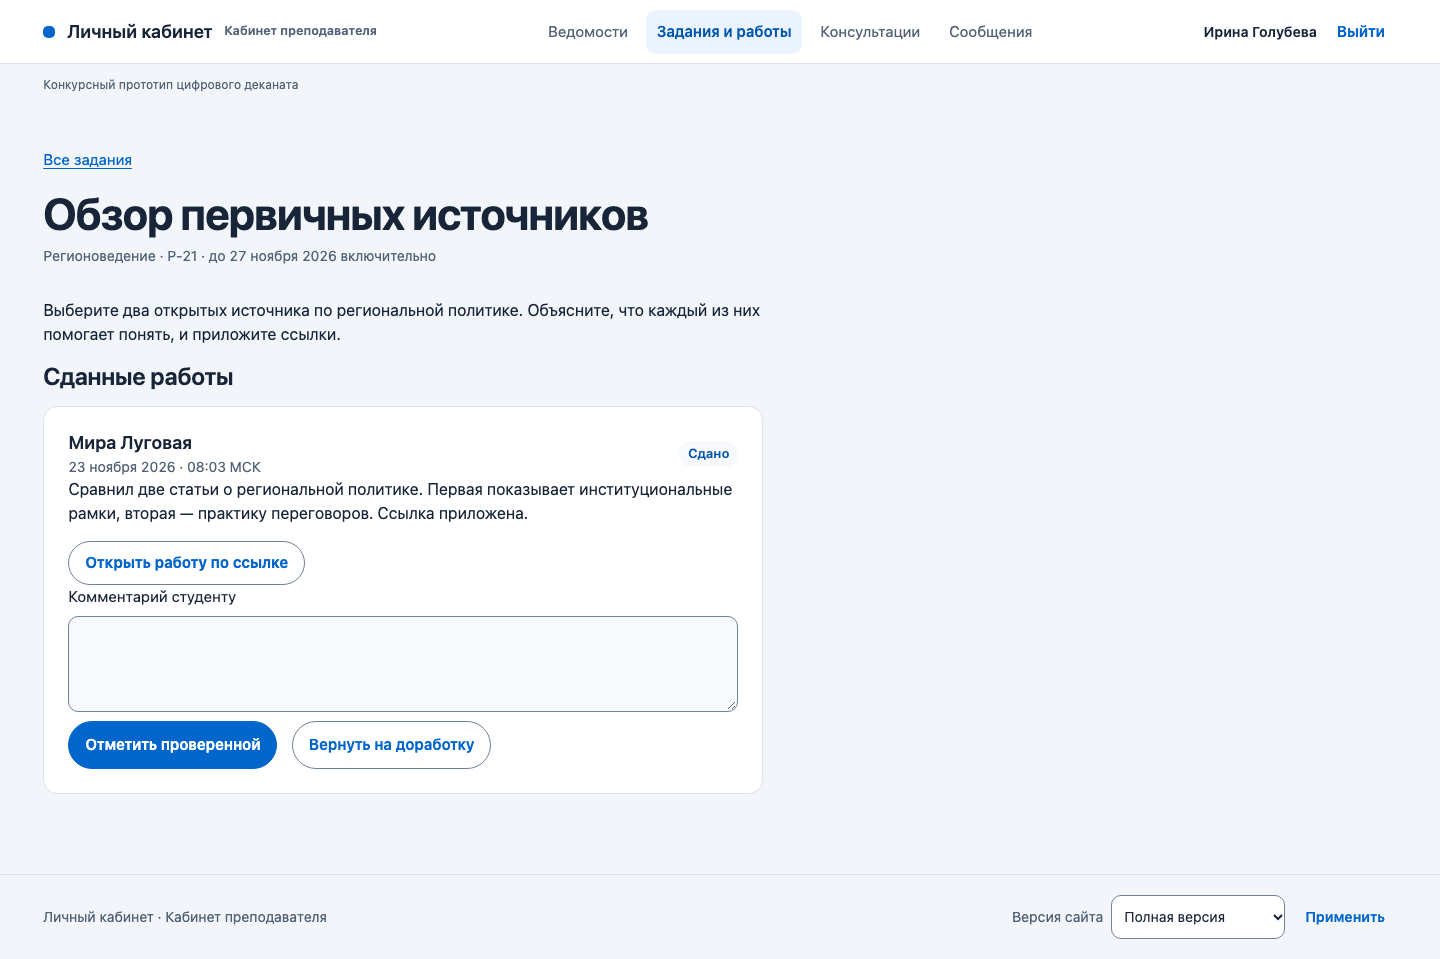 Личный кабинет Кабинет преподавателя Ведомости Задания и работы Консультации Сообщения Ирина Голубева Выйти
Конкурсный прототип цифрового деканата
Все задания
Обзор первичных источников
Регионоведение · Р-21 · до 27 ноября 2026 включительно
Выберите два открытых источника по региональной политике. Объясните, что каждый из них
помогает понять, и приложите ссылки.
Сданные работы
Мира Луговая
Сдано
23 ноября 2026 · 08:03 МСК
Сравнил две статьи о региональной политике. Первая показывает институциональные
рамки, вторая — практику переговоров. Ссылка приложена.
Открыть работу по ссылке
Комментарий студенту
Отметить проверенной Вернуть на доработку
Личный кабинет · Кабинет преподавателя Версия сайта Полная версия Применить